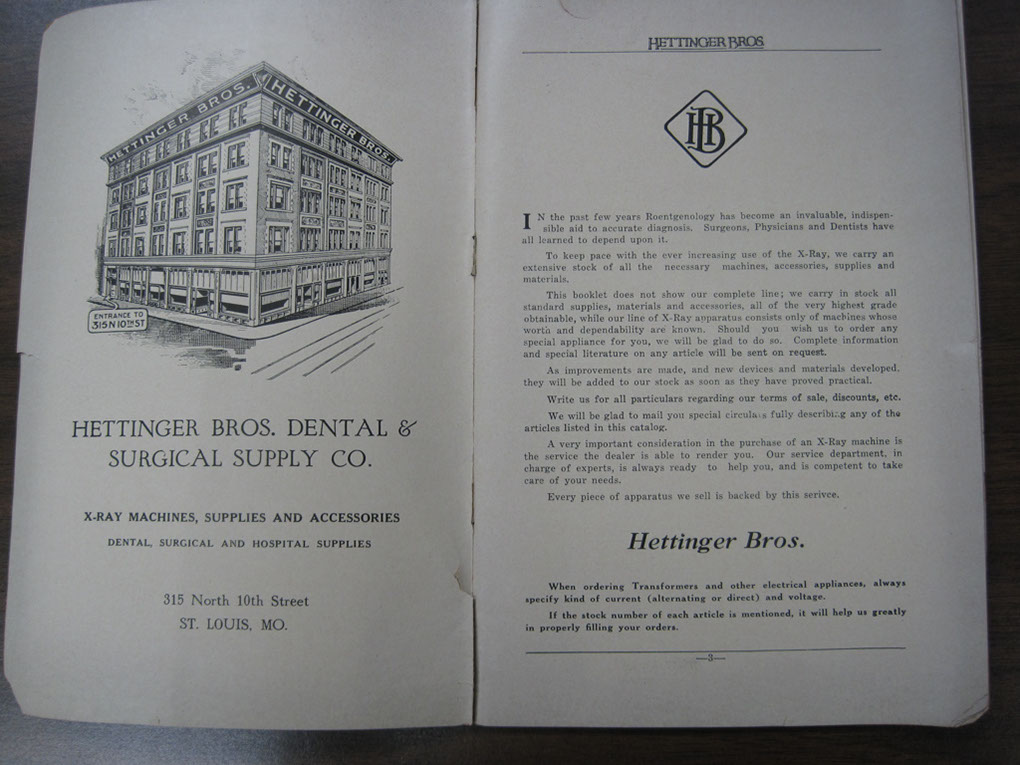 HETTINGER BROS. HETTINGER BROS.
ENTRANCE TO
315 N 10TH ST
HETTINGER BROS. DENTAL &
SURGICAL SUPPLY CO.
X-RAY MACHINES, SUPPLIES AND ACCESSORIES
DENTAL, SURGICAL AND HOSPITAL SUPPLIES
315 North 10th Street
ST. LOUIS, MO.
HETTINGER BROS.
HB
IN the past few years Roentgenology has become an invaluable, indispen-
sible aid to accurate diagnosis. Surgeons, Physicians and Dentists have
all learned to depend upon it.
To keep pace with the ever increasing use of the X-Ray, we carry an
extensive stock of all the necessary machines, accessories, supplies and
materials.
This booklet does not show our complete line; we carry in stock all
standard supplies, materials and accessories, all of the very highest grade
obtainable, while our line of X-Ray apparatus consists only of machines whose
worth and dependability are known. Should you wish us to order any
special appliance for you, we will be glad to do so. Complete information
and special literature on any article will be sent on request.
As improvements are made, and new devices and materials developed,
they will be added to our stock as soon as they have proved practical.
Write us for all particulars regarding our terms of sale, discounts, etc.
We will be glad to mail you special circulars fully describing any of the
articles listed in this catalog.
A very important consideration in the purchase of an X-Ray machine is
the service the dealer is able to render you. Our service department, in
charge of experts, is always ready to help you, and is competent to take
care of your needs.
Every piece of apparatus we sell is backed by this serivce.
Hettinger Bros.
When ordering Transformers and other electrical appliances, always
specify kind of current (alternating or direct) and voltage.
If the stock number of each article is mentioned, it will help us greatly
in properly filling your orders.
—3—